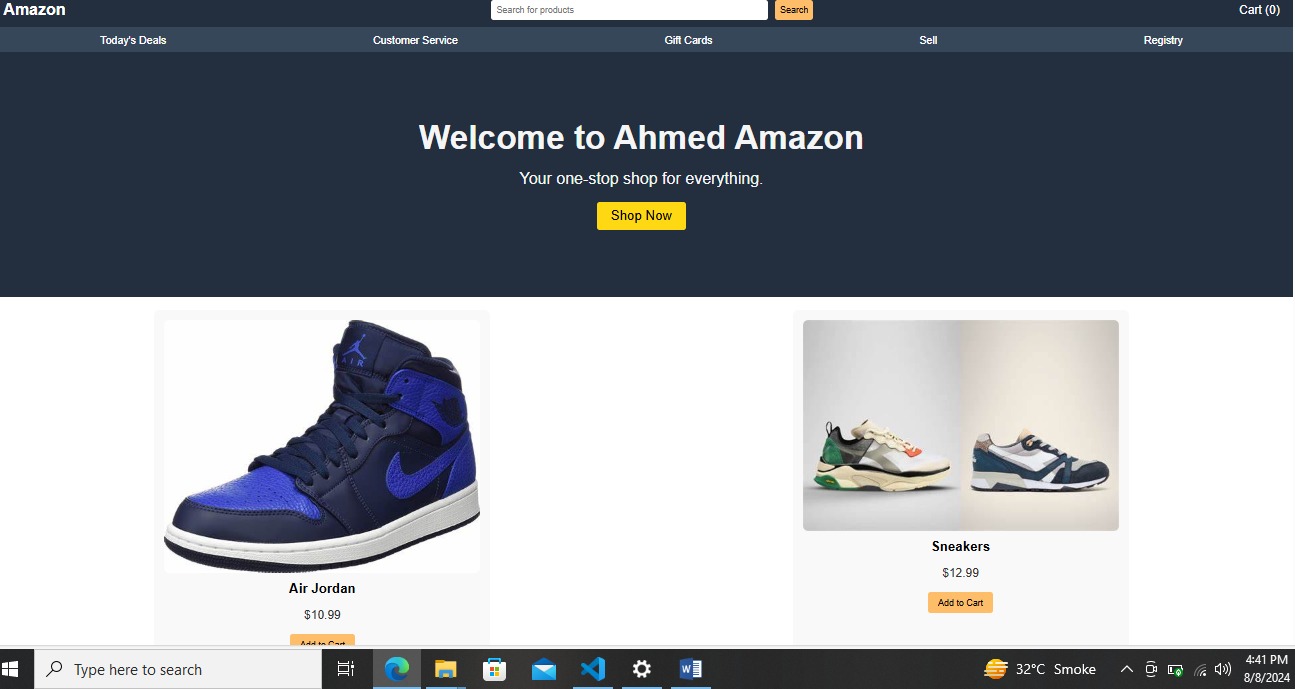 Amazon
Search for products
Search
Cart (0)
Today's Deals Customer Service Gift Cards Sell Registry
Welcome to Ahmed Amazon
Your one-stop shop for everything.
Shop Now
AIR
Air Jordan
$10.99
Add to Cart
Sneakers
$12.99
Add to Cart
Type here to search
32°C Smoke
4:41 PM
8/8/2024